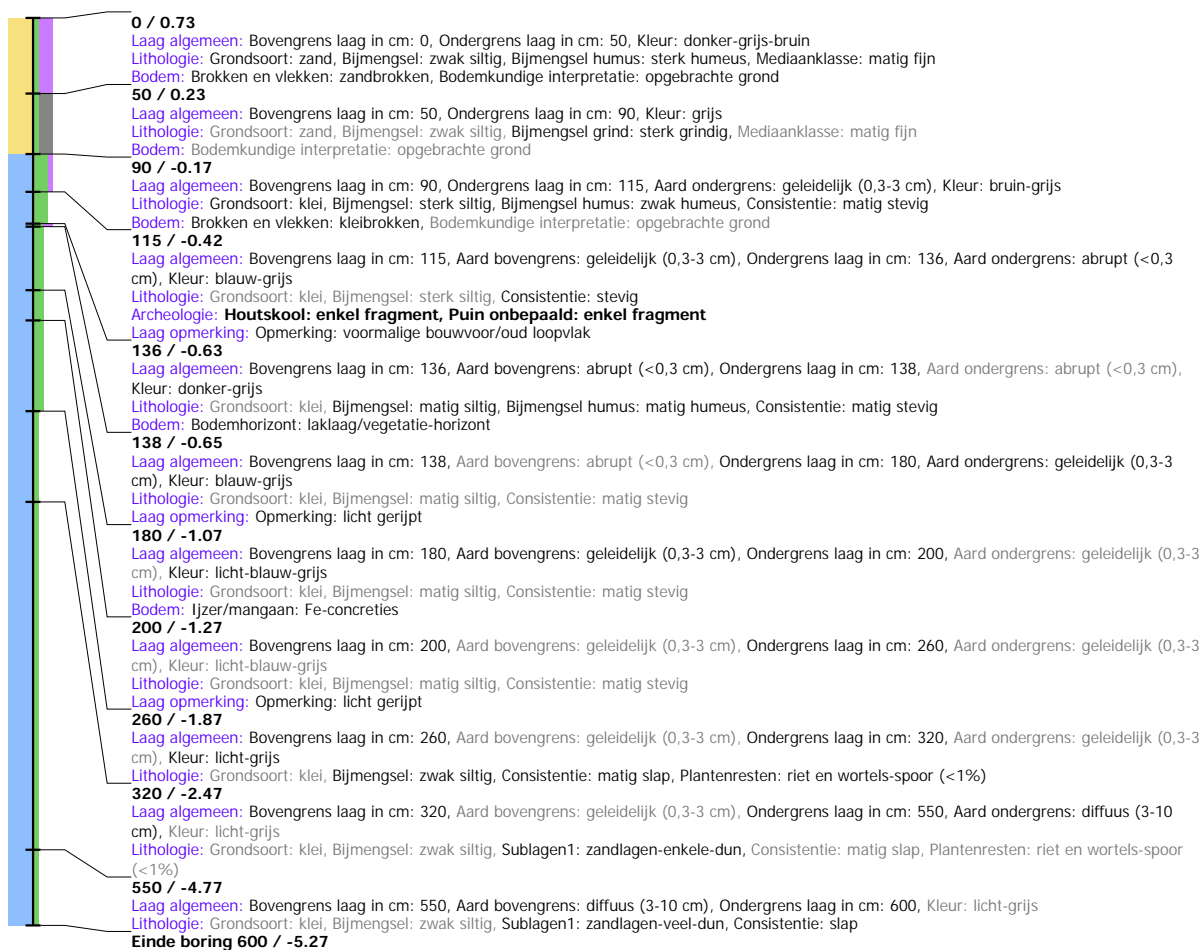 0 / 0.73
Laag algemeen: Bovengrens laag in cm: 0, Ondergrens laag in cm: 50, Kleur: donker-grijs-bruin
Lithologie: Grondsoort: zand, Bijmengsel: zwak siltig, Bijmengsel humus: sterk humeus, Mediaanklasse: matig fijn
Bodem: Brokken en vlekken: zandbrokken, Bodemkundige interpretatie: opgebrachte grond
50 / 0.23
Laag algemeen: Bovengrens laag in cm: 50, Ondergrens laag in cm: 90, Kleur: grijs
Lithologie: Grondsoort: zand, Bijmengsel: zwak siltig, Bijmengsel grind: sterk grindig, Mediaanklasse: matig fijn
Bodem: Bodemkundige interpretatie: opgebrachte grond
90 / -0.17
Laag algemeen: Bovengrens laag in cm: 90, Ondergrens laag in cm: 115, Aard ondergrens: geleidelijk (0,3-3 cm), Kleur: bruin-grijs
Lithologie: Grondsoort: klei, Bijmengsel: sterk siltig, Bijmengsel humus: zwak humeus, Consistentie: matig stevig
Bodem: Brokken en vlekken: kleibrokken, Bodemkundige interpretatie: opgebrachte grond
115 / -0.42
Laag algemeen: Bovengrens laag in cm: 115, Aard bovengrens: geleidelijk (0,3-3 cm), Ondergrens laag in cm: 136, Aard ondergrens: abrupt (<0,3
cm), Kleur: blauw-grijs
Lithologie: Grondsoort: klei, Bijmengsel: sterk siltig, Consistentie: stevig
Archeologie: Houtskool: enkel fragment, Puin onbepaald: enkel fragment
Laag opmerking: Opmerking: voormalige bouwvoor/oud loopvlak
136 / -0.63
Laag algemeen: Bovengrens laag in cm: 136, Aard bovengrens: abrupt (<0,3 cm), Ondergrens laag in cm: 138, Aard ondergrens: abrupt (<0,3 cm),
Kleur: donker-grijs
Lithologie: Grondsoort: klei, Bijmengsel: matig siltig, Bijmengsel humus: matig humeus, Consistentie: matig stevig
Bodem: Bodemhorizont: laklaag/vegetatie-horizont
138 / -0.65
Laag algemeen: Bovengrens laag in cm: 138, Aard bovengrens: abrupt (<0,3 cm), Ondergrens laag in cm: 180, Aard ondergrens: geleidelijk (0,3-3
cm), Kleur: blauw-grijs
Lithologie: Grondsoort: klei, Bijmengsel: matig siltig, Consistentie: matig stevig
Laag opmerking: Opmerking: licht gerijpt
180 / -1.07
Laag algemeen: Bovengrens laag in cm: 180, Aard bovengrens: geleidelijk (0,3-3 cm), Ondergrens laag in cm: 200, Aard ondergrens: geleidelijk (0,3-3
cm), Kleur: licht-blauw-grijs
Lithologie: Grondsoort: klei, Bijmengsel: matig siltig, Consistentie: matig stevig
Bodem: Ijzer/mangaan: Fe-concreties
200 / -1.27
Laag algemeen: Bovengrens laag in cm: 200, Aard bovengrens: geleidelijk (0,3-3 cm), Ondergrens laag in cm: 260, Aard ondergrens: geleidelijk (0,3-3
cm), Kleur: licht-blauw-grijs
Lithologie: Grondsoort: klei, Bijmengsel: matig siltig, Consistentie: matig stevig
Laag opmerking: Opmerking: licht gerijpt
260 / -1.87
Laag algemeen: Bovengrens laag in cm: 260, Aard bovengrens: geleidelijk (0,3-3 cm), Ondergrens laag in cm: 320, Aard ondergrens: geleidelijk (0,3-3
cm), Kleur: licht-grijs
Lithologie: Grondsoort: klei, Bijmengsel: zwak siltig, Consistentie: matig slap, Plantenresten: riet en wortels-spoor (<1%)
320 / -2.47
Laag algemeen: Bovengrens laag in cm: 320, Aard bovengrens: geleidelijk (0,3-3 cm), Ondergrens laag in cm: 550, Aard ondergrens: diffuus (3-10
cm), Kleur: licht-grijs
Lithologie: Grondsoort: klei, Bijmengsel: zwak siltig, Sublagen1: zandlagen-enkele-dun, Consistentie: matig slap, Plantenresten: riet en wortels-spoor
(<1%)
550 / -4.77
Laag algemeen: Bovengrens laag in cm: 550, Aard bovengrens: diffuus (3-10 cm), Ondergrens laag in cm: 600, Kleur: licht-grijs
Lithologie: Grondsoort: klei, Bijmengsel: zwak siltig, Sublagen1: zandlagen-veel-dun, Consistentie: slap
Einde boring 600 / -5.27